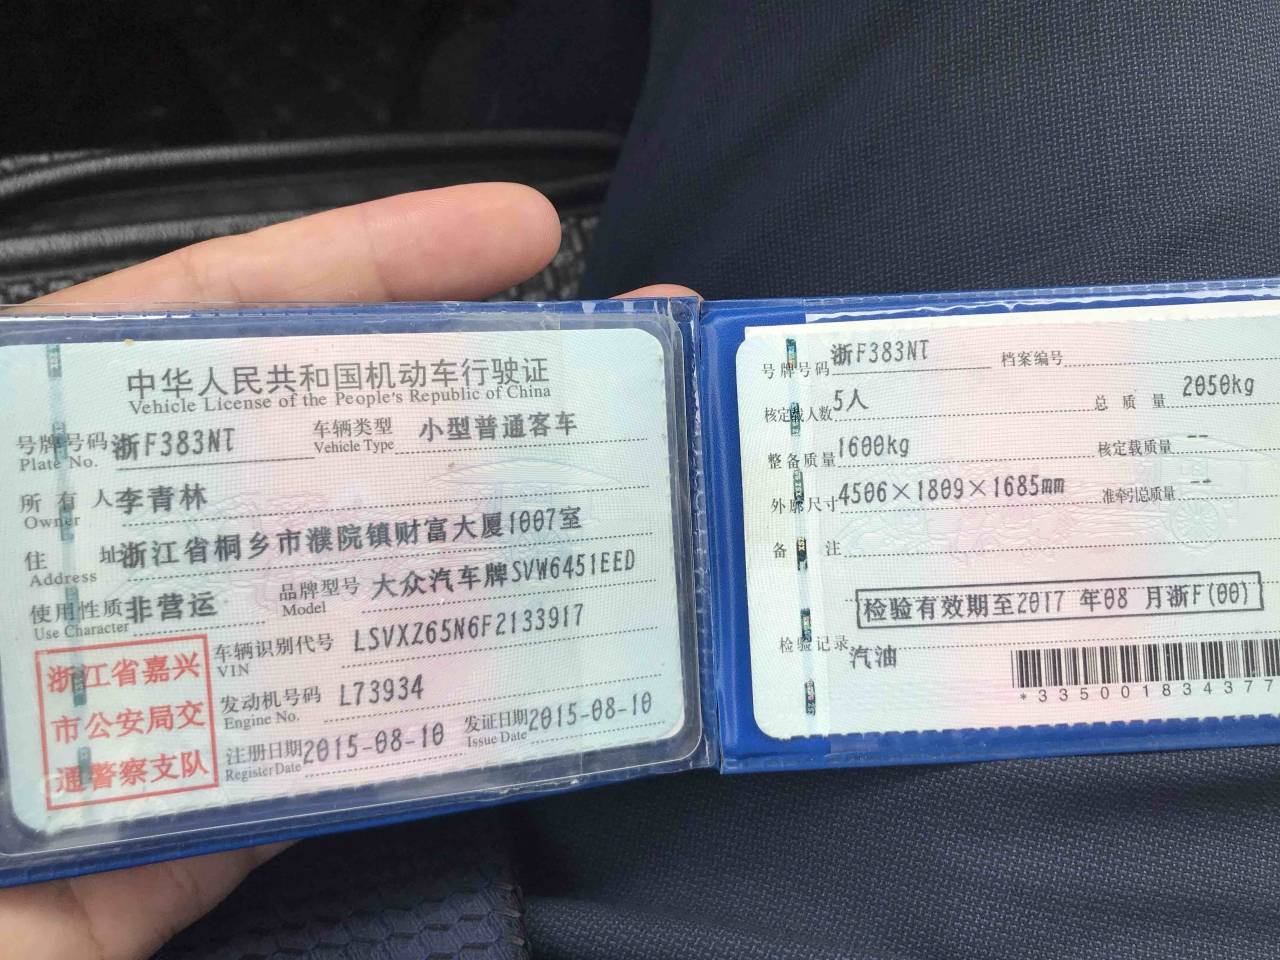 中华人民共和国机动车行驶证
Vehicle License of the People's Republic of China
号牌号码 浙F383NT 车辆类型 小型普通客车
Plate No. Vehicle Type
所有人 李青林
Owner
住址 浙江省桐乡市濮院镇财富大厦1007室
Address
使用性质 非营运 品牌型号 大众汽车牌SVW6451EED
Use Character Model
车辆识别代号 LSVXZ65N6F2133917
VIN
发动机号码 L73934
Engine No.
注册日期 2015-08-10 发证日期 2015-08-10
Register Date Issue Date
浙江省嘉兴
市公安局交
通警察支队
号牌号码 浙F383NT 档案编号
核定载人数 5人 总质量 2050kg
整备质量 1600kg 核定载质量 --
外廓尺寸 4506×1809×1685mm 准牵引总质量 --
备注
检验有效期至2017 年08 月浙F(00)
检验记录
汽油
*335001834377